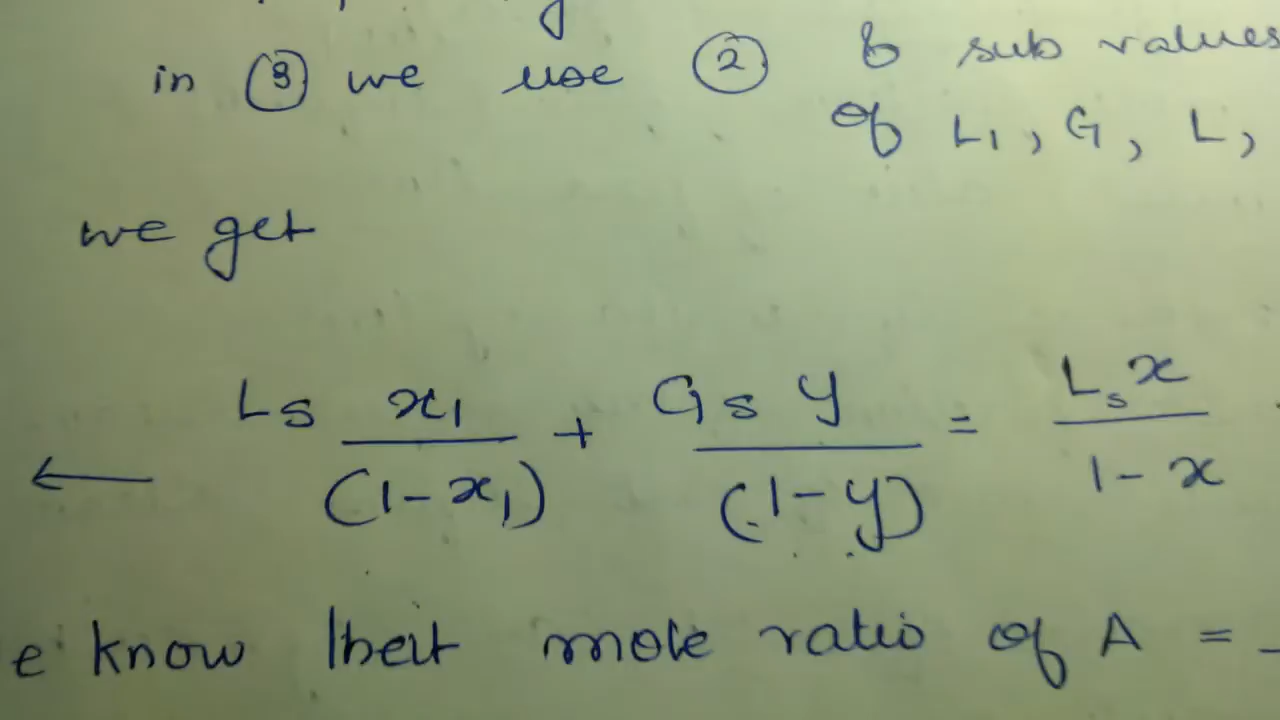 in ③ we use ② & sub values
of L1, G, L,
we get
← Ls x1/(1-x1) + Gs y/(1-y) = Ls x/1-x
e know that mole ratio of A =